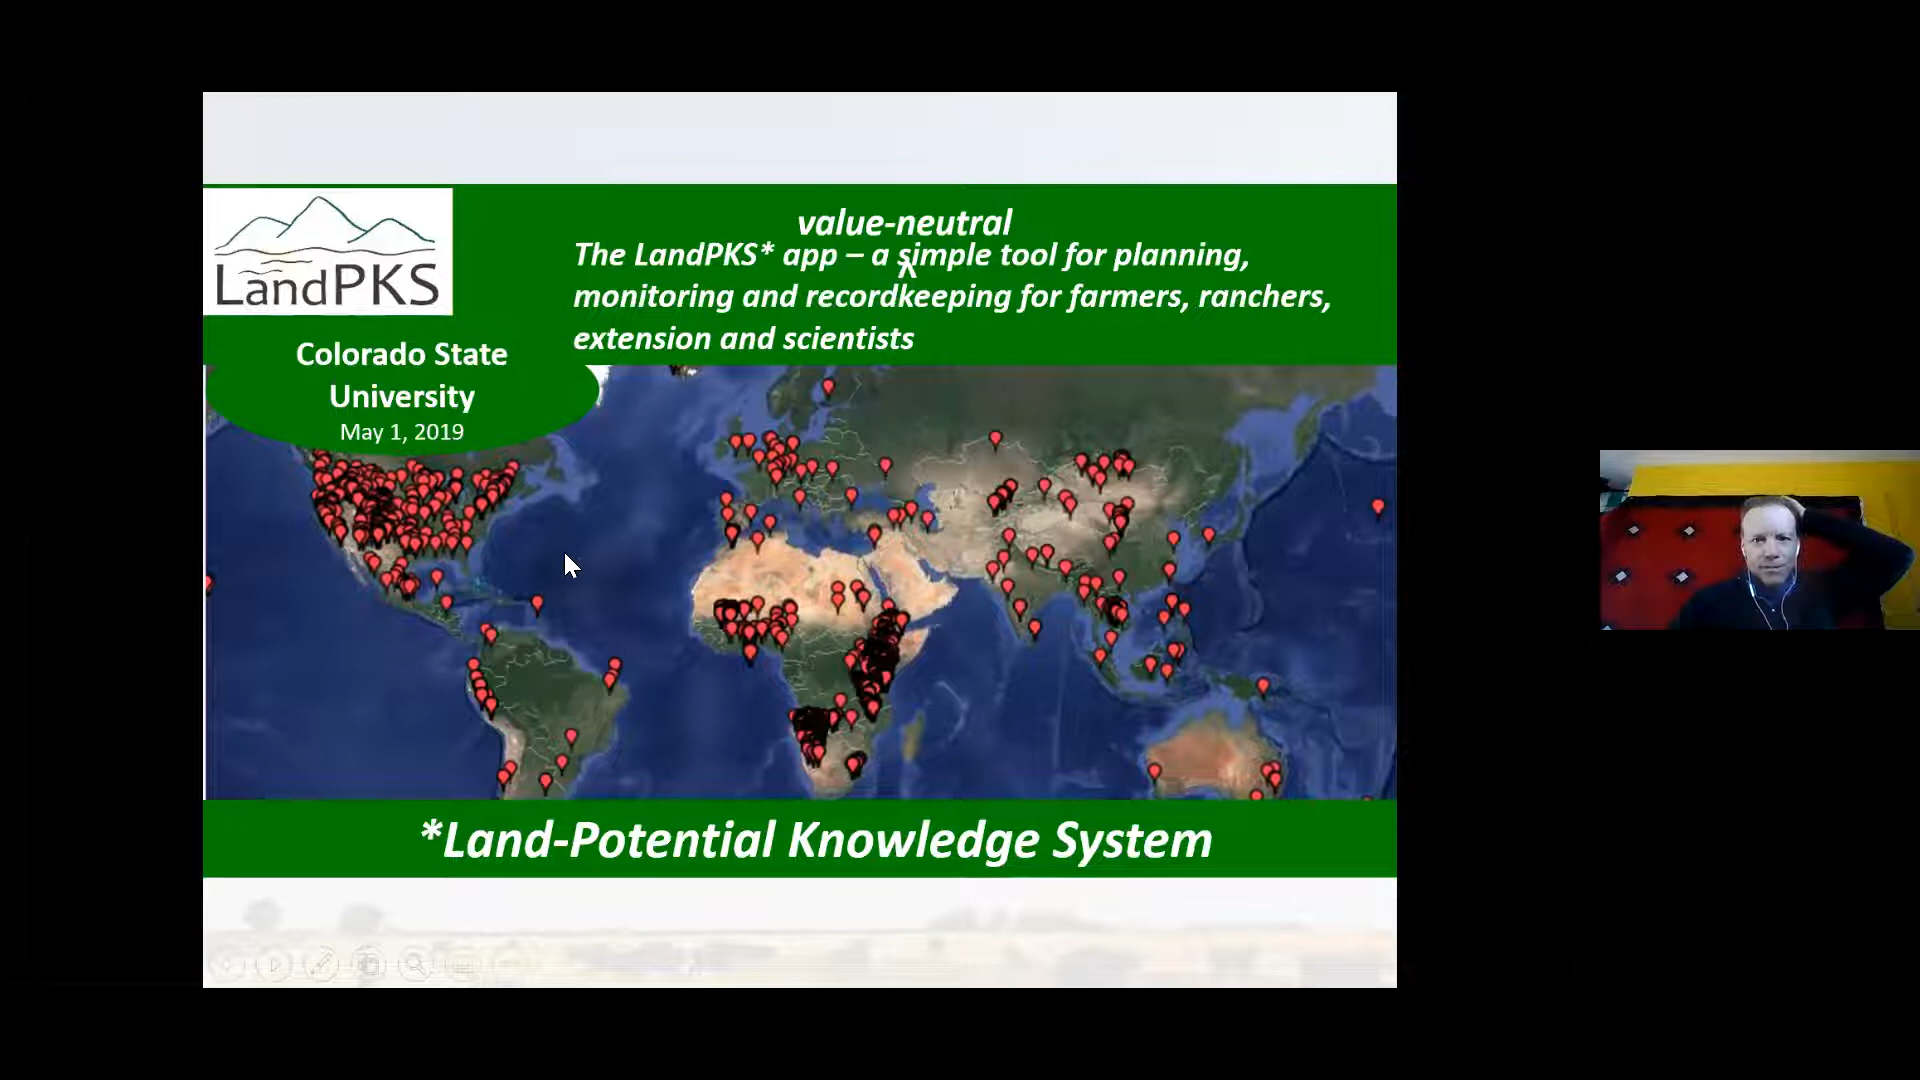 LandPKS
value-neutral
The LandPKS* app – a simple tool for planning,
^
monitoring and recordkeeping for farmers, ranchers,
extension and scientists
Colorado State
University
May 1, 2019
*Land-Potential Knowledge System